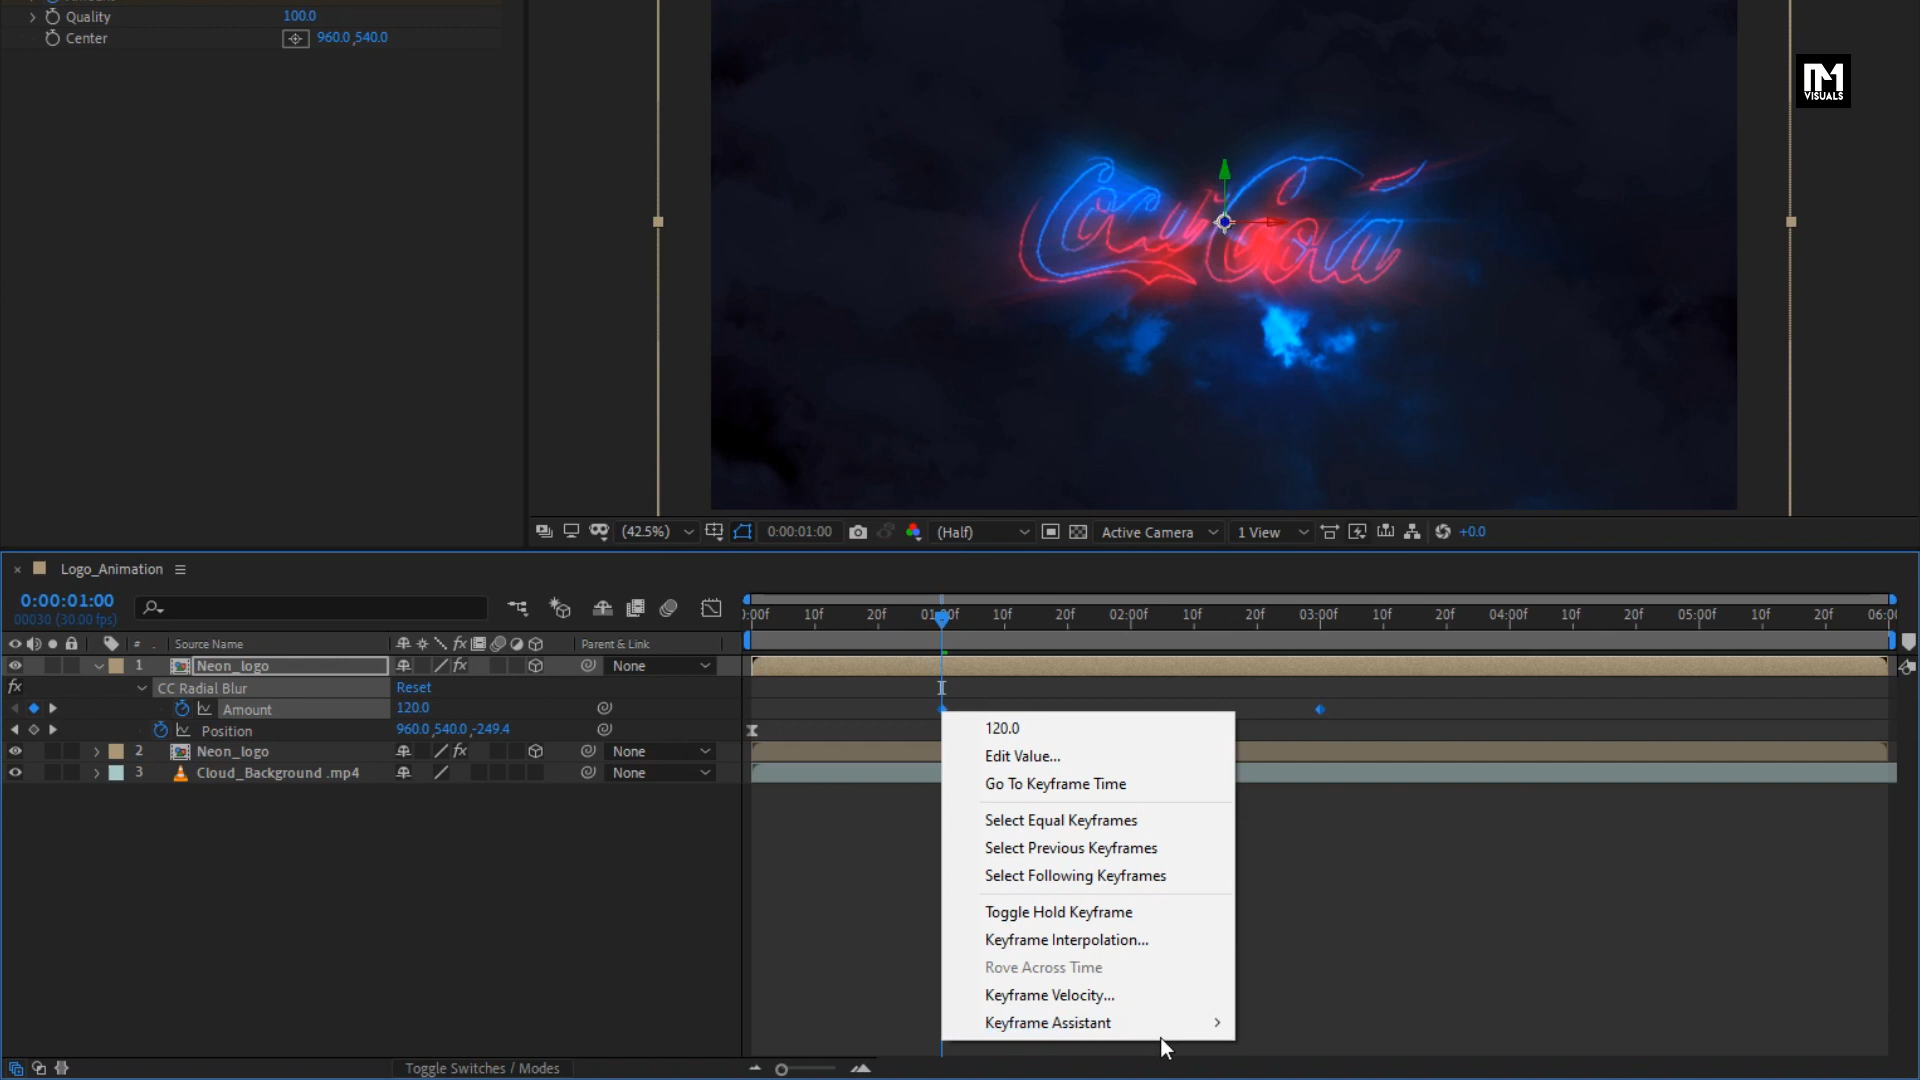 Quality 100.0
Center 960.0,540.0
VISUALS
Coca Cola
(42.5%) 0:00:01:00 (Half) Active Camera 1 View +0.0
Logo_Animation
0:00:01:00
00030 (30.00 fps)
:00f 10f 20f 01:00f 10f 20f 02:00f 10f 20f 03:00f 10f 20f 04:00f 10f 20f 05:00f 10f 20f 06:00
# . Source Name fx Parent & Link
1 Neon_logo fx None
fx CC Radial Blur Reset
Amount 120.0
Position 960.0,540.0,-249.4
2 Neon_logo fx None
3 Cloud_Background .mp4 None
120.0
Edit Value...
Go To Keyframe Time
Select Equal Keyframes
Select Previous Keyframes
Select Following Keyframes
Toggle Hold Keyframe
Keyframe Interpolation...
Rove Across Time
Keyframe Velocity...
Keyframe Assistant
Toggle Switches / Modes